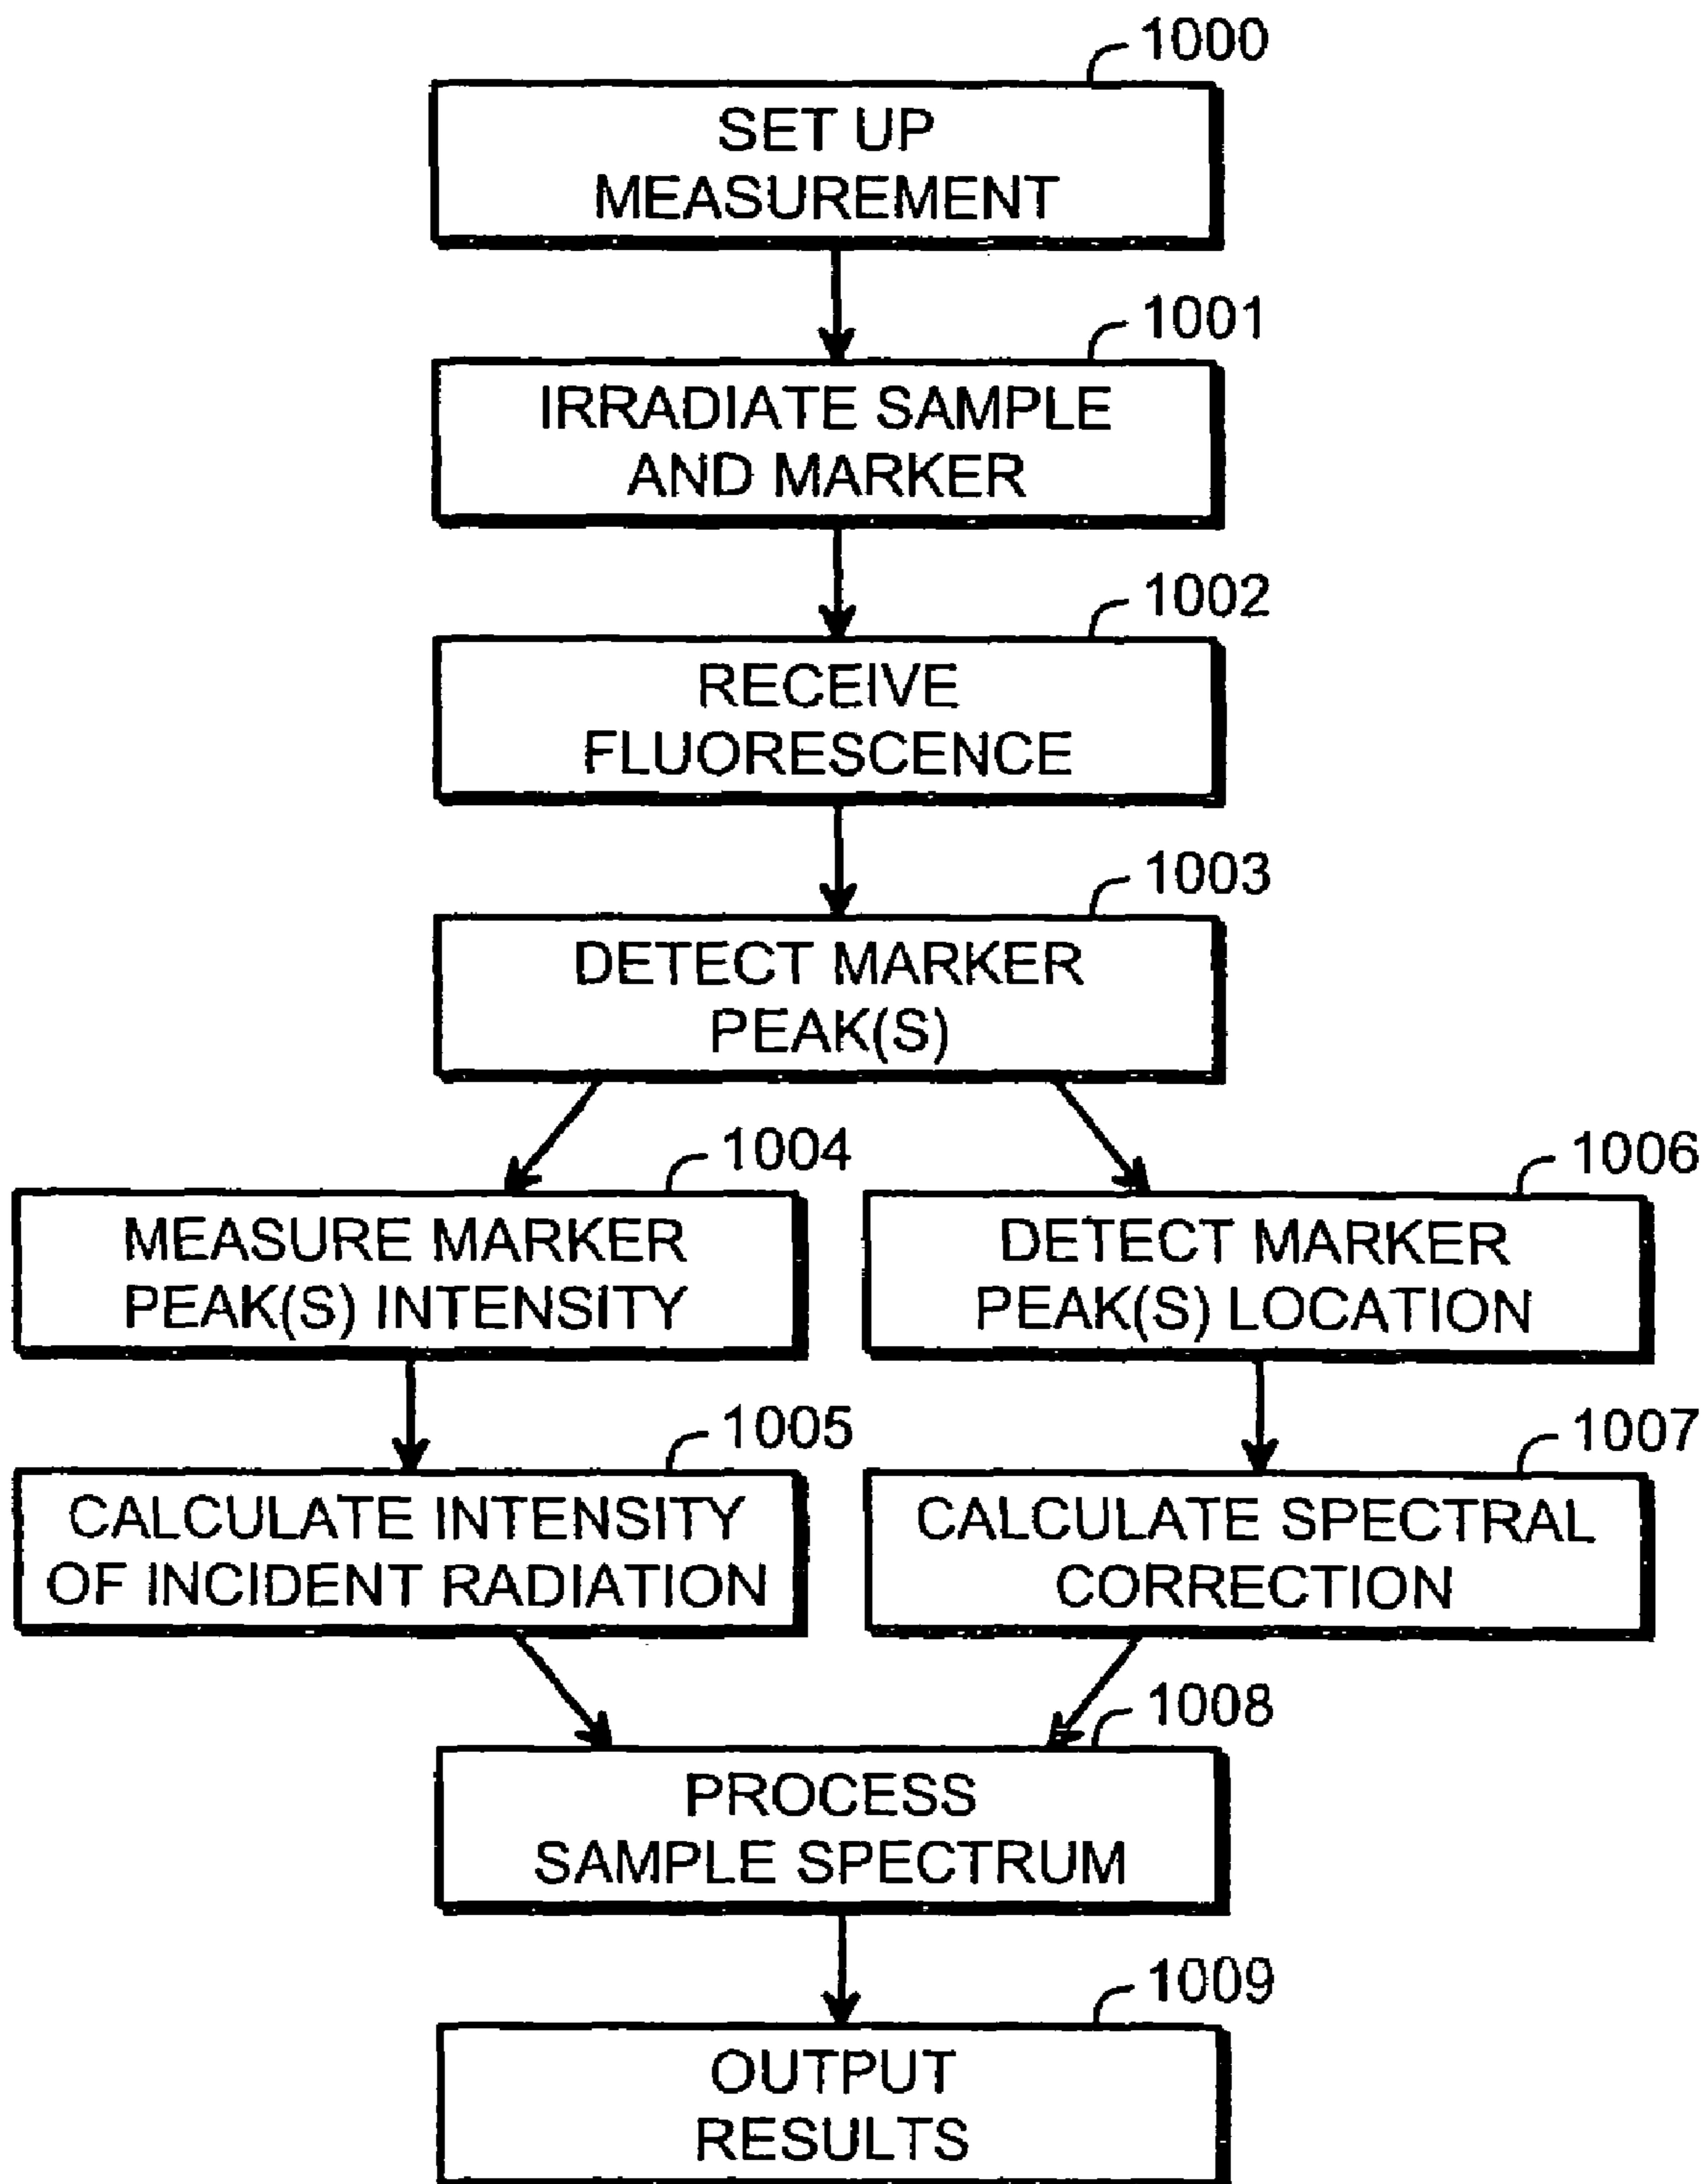 1000
SET UP
MEASUREMENT
1001
IRRADIATE SAMPLE
AND MARKER
1002
RECEIVE
FLUORESCENCE
1003
DETECT MARKER
PEAK(S)
1004
MEASURE MARKER
PEAK(S) INTENSITY
1006
DETECT MARKER
PEAK(S) LOCATION
1005
CALCULATE INTENSITY
OF INCIDENT RADIATION
1007
CALCULATE SPECTRAL
CORRECTION
1008
PROCESS
SAMPLE SPECTRUM
1009
OUTPUT
RESULTS